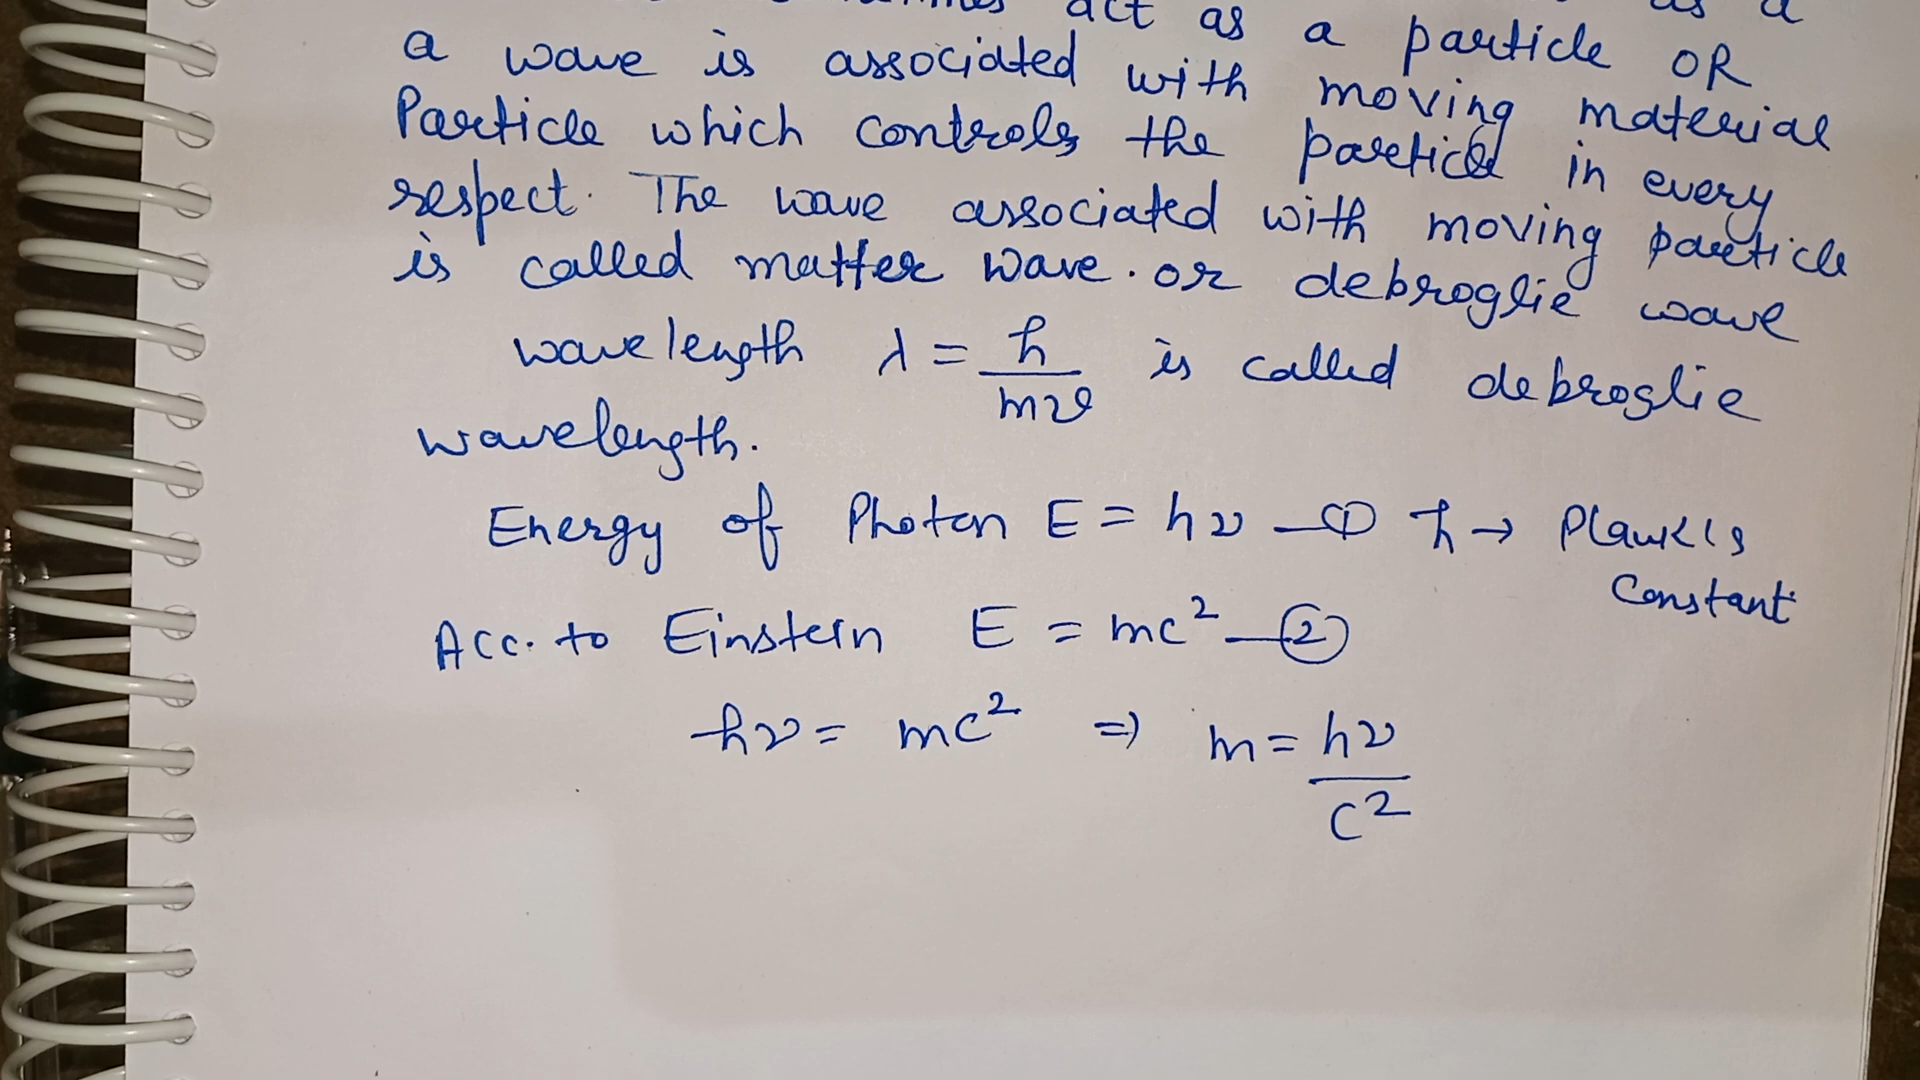 act as a particle OR as a
a wave is associated with moving material
Particle which controls the particle in every
respect. The wave associated with moving particle
is called matter wave. or debroglie wave
wavelength λ = h/mv is called debroglie
wavelength.
Energy of Photon E = hν —① h → Planck's
Constant
Acc. to Einstein E = mc² —②
hν = mc² ⇒ m = hν/c²